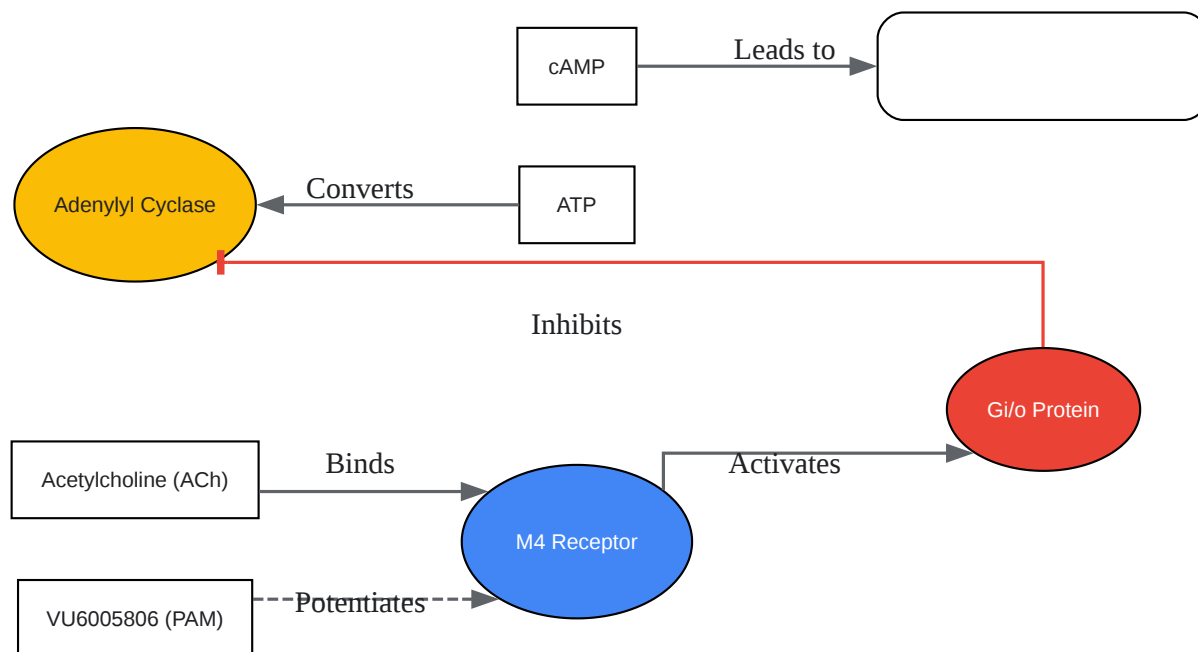 cAMP
Leads to
Adenylyl Cyclase
Converts
ATP
Inhibits
Gi/o Protein
Acetylcholine (ACh)
Binds
Activates
M4 Receptor
VU6005806 (PAM)
Potentiates